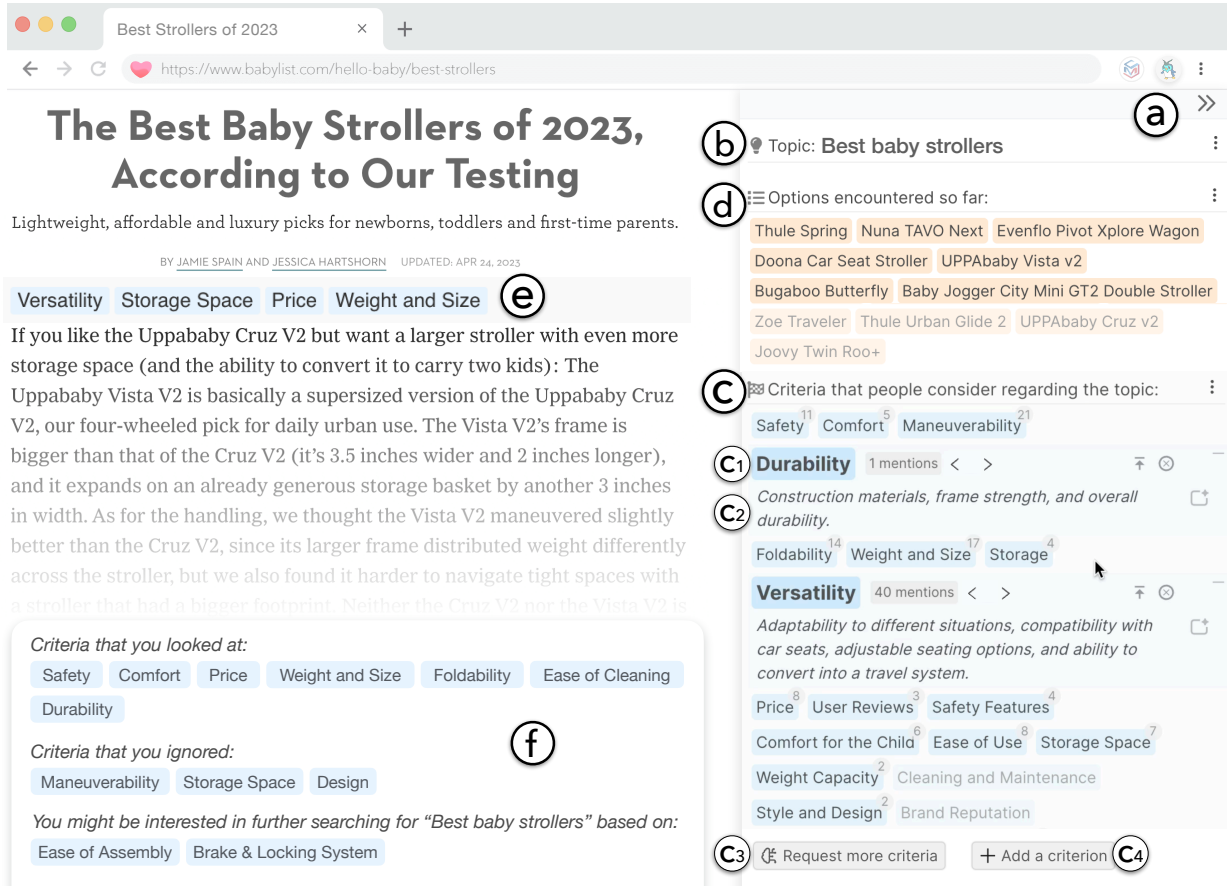 Best Strollers of 2023
https://www.babylist.com/hello-baby/best-strollers
The Best Baby Strollers of 2023,
According to Our Testing
Lightweight, affordable and luxury picks for newborns, toddlers and first-time parents.
BY JAMIE SPAIN AND JESSICA HARTSHORN UPDATED: APR 24, 2023
Versatility Storage Space Price Weight and Size e
If you like the Uppababy Cruz V2 but want a larger stroller with even more
storage space (and the ability to convert it to carry two kids): The
Uppababy Vista V2 is basically a supersized version of the Uppababy Cruz
V2, our four-wheeled pick for daily urban use. The Vista V2's frame is
bigger than that of the Cruz V2 (it's 3.5 inches wider and 2 inches longer),
and it expands on an already generous storage basket by another 3 inches
in width. As for the handling, we thought the Vista V2 maneuvered slightly
better than the Cruz V2, since its larger frame distributed weight differently
across the stroller, but we also found it harder to navigate tight spaces with
a stroller that had a bigger footprint. Neither the Cruz V2 nor the Vista V2 is
Criteria that you looked at:
Safety Comfort Price Weight and Size Foldability Ease of Cleaning
Durability
f
Criteria that you ignored:
Maneuverability Storage Space Design
You might be interested in further searching for “Best baby strollers” based on:
Ease of Assembly Brake & Locking System
a
b Topic: Best baby strollers
d Options encountered so far:
Thule Spring Nuna TAVO Next Evenflo Pivot Xplore Wagon
Doona Car Seat Stroller UPPAbaby Vista v2
Bugaboo Butterfly Baby Jogger City Mini GT2 Double Stroller
Zoe Traveler Thule Urban Glide 2 UPPAbaby Cruz v2
Joovy Twin Roo+
C Criteria that people consider regarding the topic:
Safety 11 Comfort 5 Maneuverability 21
C1 Durability 1 mentions < >
C2 Construction materials, frame strength, and overall
durability.
Foldability 14 Weight and Size 17 Storage 4
Versatility 40 mentions < >
Adaptability to different situations, compatibility with
car seats, adjustable seating options, and ability to
convert into a travel system.
Price 8 User Reviews 3 Safety Features 4
Comfort for the Child 6 Ease of Use 8 Storage Space 7
Weight Capacity 2 Cleaning and Maintenance
Style and Design 2 Brand Reputation
C3 Request more criteria + Add a criterion C4